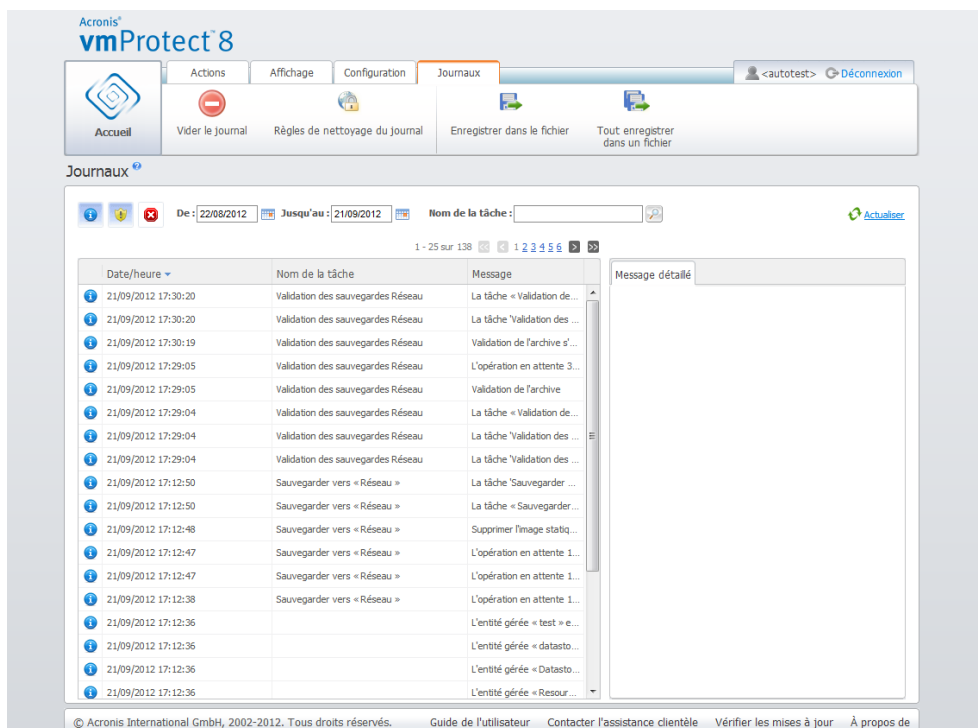 Acronis®
vmProtect™8
Actions Affichage Configuration Journaux <autotest> Déconnexion
Accueil Vider le journal Règles de nettoyage du journal Enregistrer dans le fichier Tout enregistrer
dans un fichier
Journaux
De : 22/08/2012 Jusqu'au : 21/09/2012 Nom de la tâche : Actualiser
1 - 25 sur 138 << < 1 2 3 4 5 6 > >>
Date/heure Nom de la tâche Message Message détaillé
21/09/2012 17:30:20 Validation des sauvegardes Réseau La tâche « Validation de...
21/09/2012 17:30:20 Validation des sauvegardes Réseau La tâche 'Validation des ...
21/09/2012 17:30:19 Validation des sauvegardes Réseau Validation de l'archive s'...
21/09/2012 17:29:05 Validation des sauvegardes Réseau L'opération en attente 3...
21/09/2012 17:29:05 Validation des sauvegardes Réseau Validation de l'archive
21/09/2012 17:29:04 Validation des sauvegardes Réseau La tâche « Validation de...
21/09/2012 17:29:04 Validation des sauvegardes Réseau La tâche 'Validation des ...
21/09/2012 17:29:04 Validation des sauvegardes Réseau La tâche 'Validation des ...
21/09/2012 17:12:50 Sauvegarder vers « Réseau » La tâche 'Sauvegarder ...
21/09/2012 17:12:50 Sauvegarder vers « Réseau » La tâche « Sauvegarder...
21/09/2012 17:12:48 Sauvegarder vers « Réseau » Supprimer l'image statiq...
21/09/2012 17:12:47 Sauvegarder vers « Réseau » L'opération en attente 1...
21/09/2012 17:12:47 Sauvegarder vers « Réseau » L'opération en attente 1...
21/09/2012 17:12:38 Sauvegarder vers « Réseau » L'opération en attente 1...
21/09/2012 17:12:36 L'entité gérée « test » e...
21/09/2012 17:12:36 L'entité gérée « datasto...
21/09/2012 17:12:36 L'entité gérée « Datasto...
21/09/2012 17:12:36 L'entité gérée « Resour...
© Acronis International GmbH, 2002-2012. Tous droits réservés. Guide de l'utilisateur Contacter l'assistance clientèle Vérifier les mises à jour À propos de